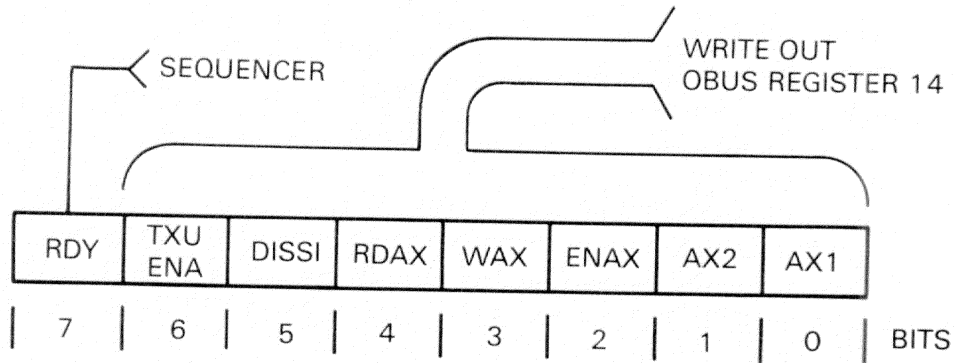 SEQUENCER
WRITE OUT
OBUS REGISTER 14
RDY TXU ENA DISSI RDAX WAX ENAX AX2 AX1
7 6 5 4 3 2 1 0 BITS